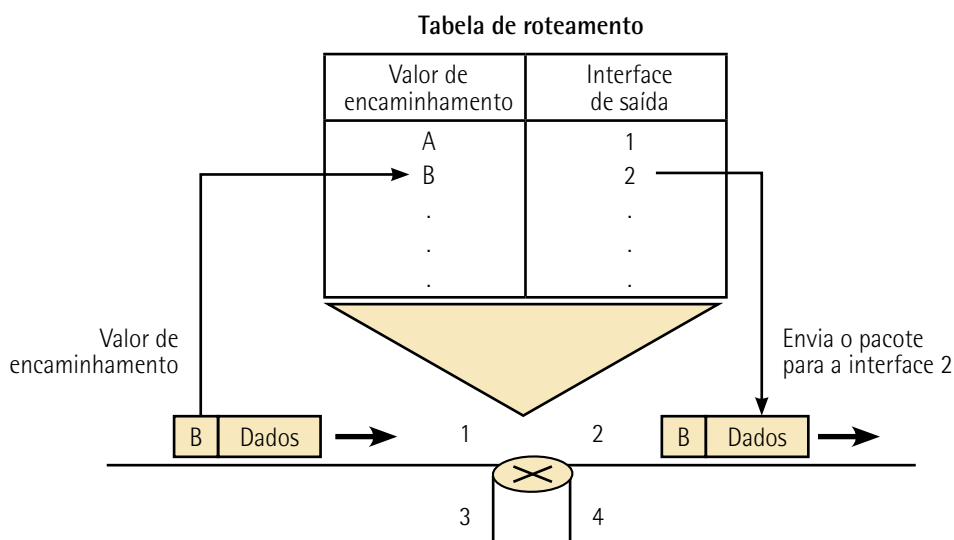 Tabela de roteamento
Valor de
encaminhamento
Interface
de saída
A
1
B
2
.
.
.
.
.
.
Valor de
encaminhamento
Envia o pacote
para a interface 2
B
Dados
1
2
B
Dados
3
4